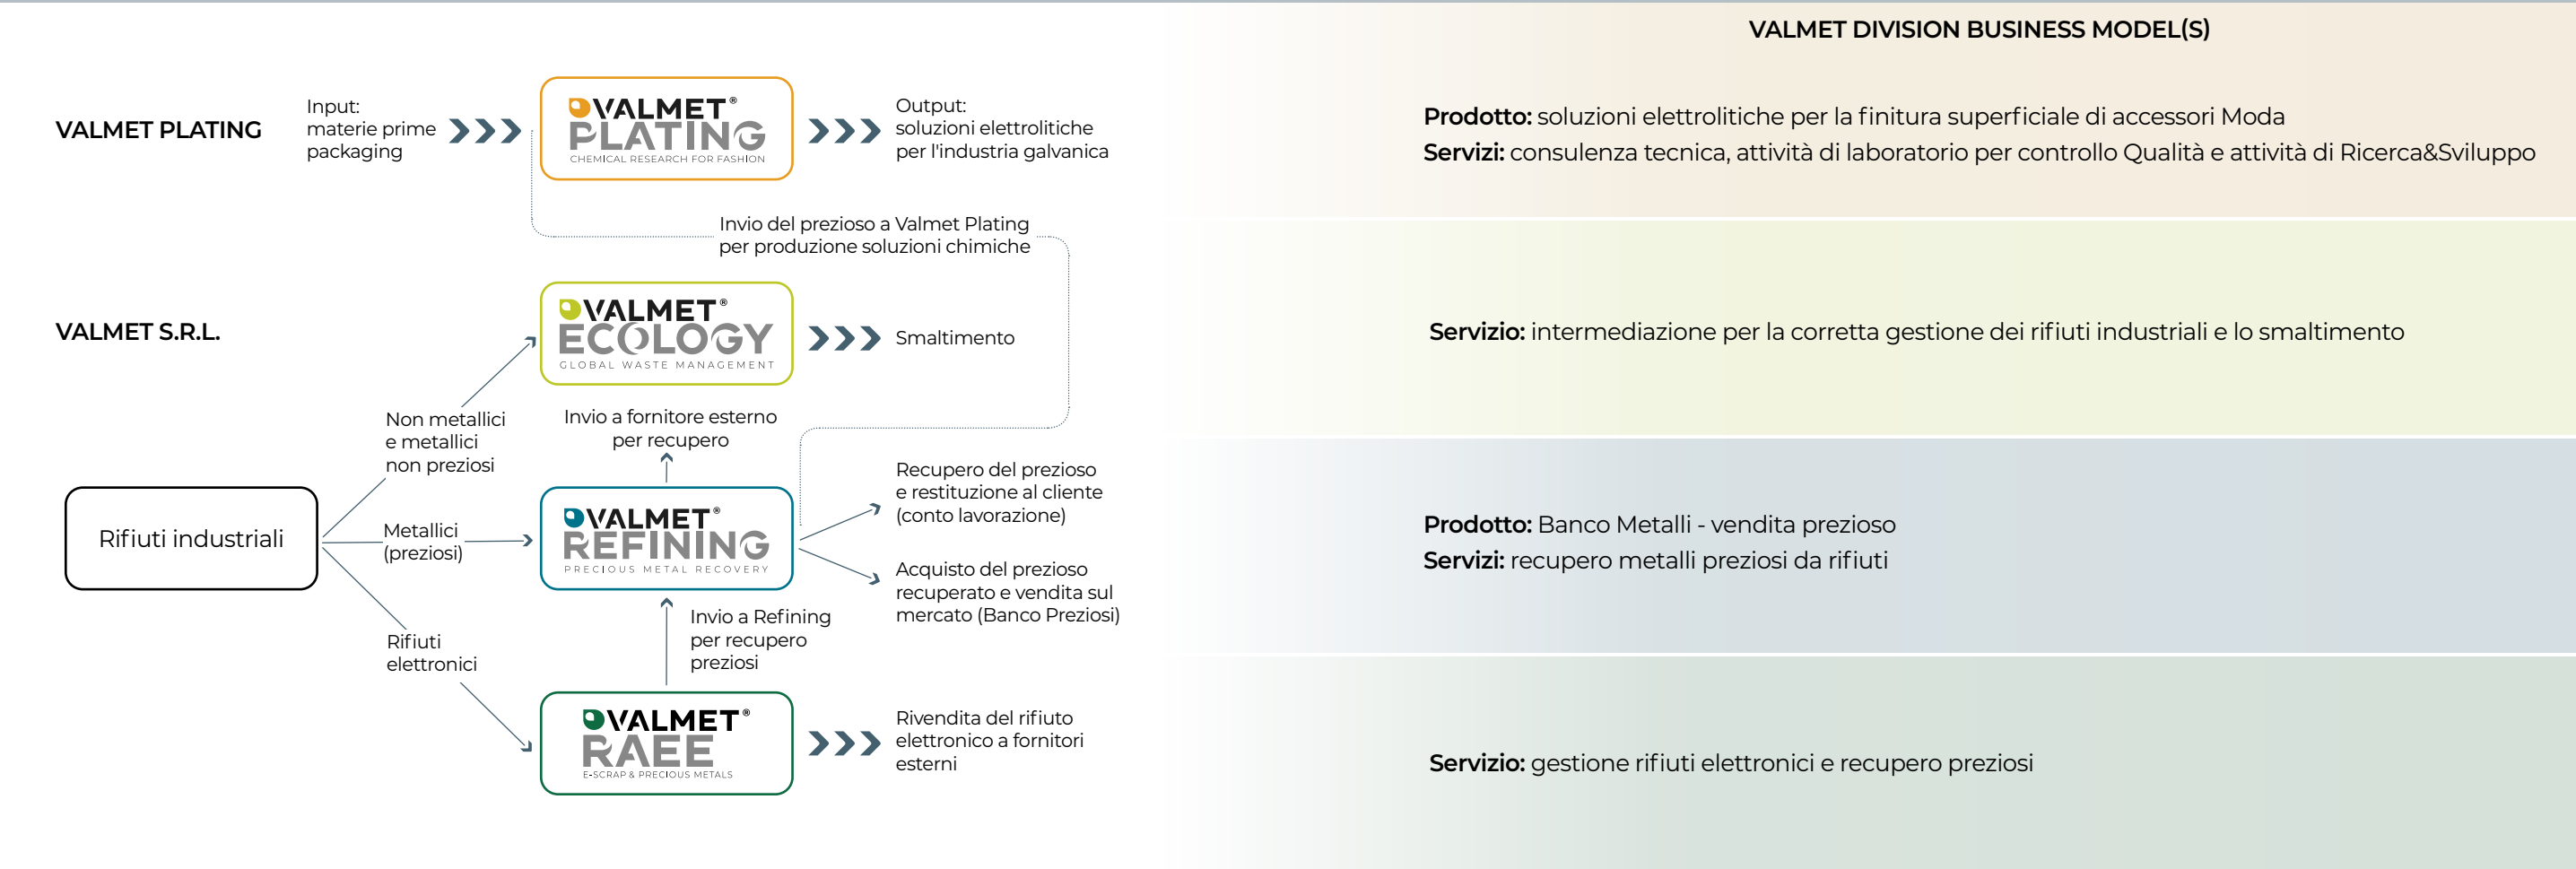 VALMET DIVISION BUSINESS MODEL(S)
VALMET PLATING
Input:
materie prime
packaging
VALMET®
PLATING
CHEMICAL RESEARCH FOR FASHION
Output:
soluzioni elettrolitiche
per l'industria galvanica
Prodotto: soluzioni elettrolitiche per la finitura superficiale di accessori Moda
Servizi: consulenza tecnica, attività di laboratorio per controllo Qualità e attività di Ricerca&Sviluppo
Invio del prezioso a Valmet Plating
per produzione soluzioni chimiche
VALMET S.R.L.
VALMET®
ECOLOGY
GLOBAL WASTE MANAGEMENT
Smaltimento
Servizio: intermediazione per la corretta gestione dei rifiuti industriali e lo smaltimento
Non metallici
e metallici
non preziosi
Invio a fornitore esterno
per recupero
Rifiuti industriali
Metallici
(preziosi)
VALMET®
REFINING
PRECIOUS METAL RECOVERY
Recupero del prezioso
e restituzione al cliente
(conto lavorazione)
Acquisto del prezioso
recuperato e vendita sul
mercato (Banco Preziosi)
Prodotto: Banco Metalli - vendita prezioso
Servizi: recupero metalli preziosi da rifiuti
Rifiuti
elettronici
Invio a Refining
per recupero
preziosi
VALMET®
RAEE
E-SCRAP & PRECIOUS METALS
Rivendita del rifiuto
elettronico a fornitori
esterni
Servizio: gestione rifiuti elettronici e recupero preziosi